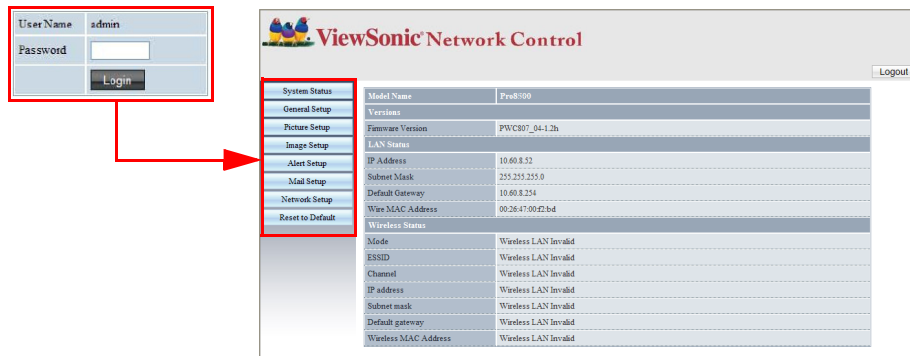 User Name admin
Password
Login
ViewSonic® Network Control
Logout
System Status
General Setup
Picture Setup
Image Setup
Alert Setup
Mail Setup
Network Setup
Reset to Default
Model Name Pro8500
Versions
Firmware Version PWC807_04-1.2h
LAN Status
IP Address 10.60.8.52
Subnet Mask 255.255.255.0
Default Gateway 10.60.8.254
Wire MAC Address 00:26:47:00:f2:bd
Wireless Status
Mode Wireless LAN Invalid
ESSID Wireless LAN Invalid
Channel Wireless LAN Invalid
IP address Wireless LAN Invalid
Subnet mask Wireless LAN Invalid
Default gateway Wireless LAN Invalid
Wireless MAC Address Wireless LAN Invalid